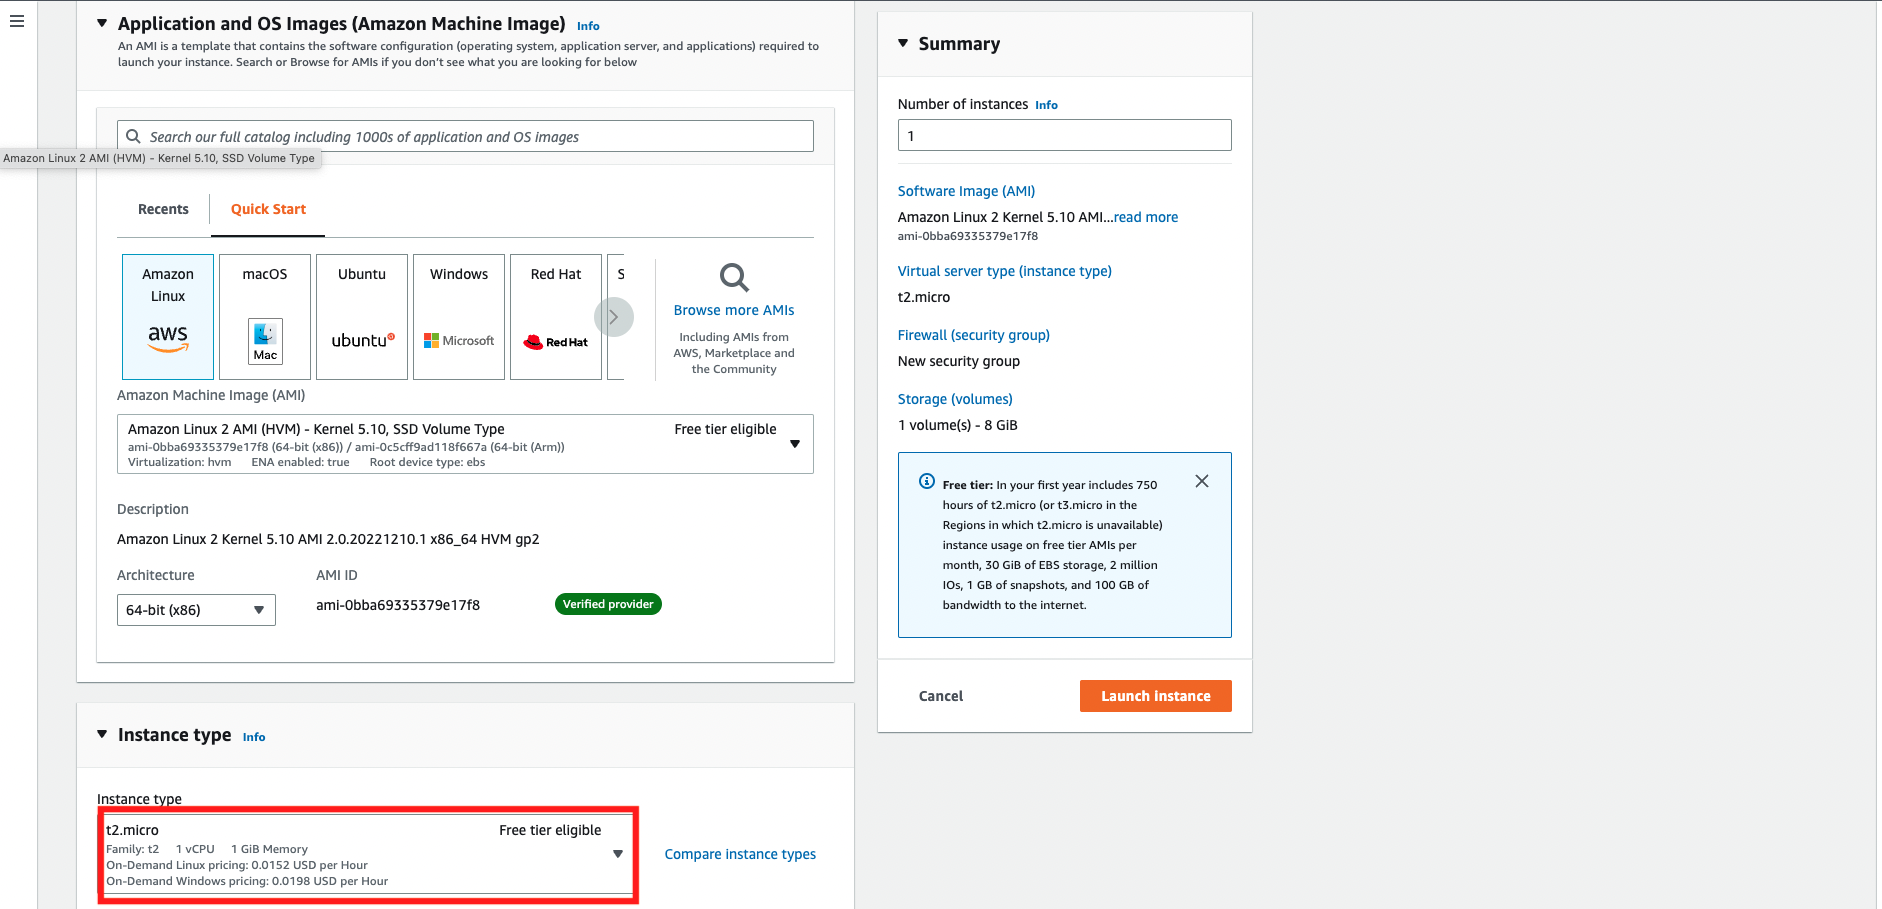 Application and OS Images (Amazon Machine Image) Info
An AMI is a template that contains the software configuration (operating system, application server, and applications) required to
launch your instance. Search or Browse for AMIs if you don't see what you are looking for below
Search our full catalog including 1000s of application and OS images
Amazon Linux 2 AMI (HVM) - Kernel 5.10, SSD Volume Type
Recents
Quick Start
Amazon
Linux
aws
macOS
Mac
Ubuntu
ubuntu
Windows
Microsoft
Red Hat
Red Hat
S
Browse more AMIs
Including AMIs from
AWS, Marketplace and
the Community
Amazon Machine Image (AMI)
Amazon Linux 2 AMI (HVM) - Kernel 5.10, SSD Volume Type
Free tier eligible
ami-0bba69335379e17f8 (64-bit (x86)) / ami-0c5cff9ad118f667a (64-bit (Arm))
Virtualization: hvm ENA enabled: true Root device type: ebs
Description
Amazon Linux 2 Kernel 5.10 AMI 2.0.20221210.1 x86_64 HVM gp2
Architecture
AMI ID
64-bit (x86)
ami-0bba69335379e17f8
Verified provider
Instance type Info
Instance type
t2.micro
Free tier eligible
Family: t2 1 vCPU 1 GiB Memory
On-Demand Linux pricing: 0.0152 USD per Hour
On-Demand Windows pricing: 0.0198 USD per Hour
Compare instance types
Summary
Number of instances Info
1
Software Image (AMI)
Amazon Linux 2 Kernel 5.10 AMI...read more
ami-0bba69335379e17f8
Virtual server type (instance type)
t2.micro
Firewall (security group)
New security group
Storage (volumes)
1 volume(s) - 8 GiB
Free tier: In your first year includes 750
hours of t2.micro (or t3.micro in the
Regions in which t2.micro is unavailable)
instance usage on free tier AMIs per
month, 30 GiB of EBS storage, 2 million
IOs, 1 GB of snapshots, and 100 GB of
bandwidth to the internet.
Cancel
Launch instance